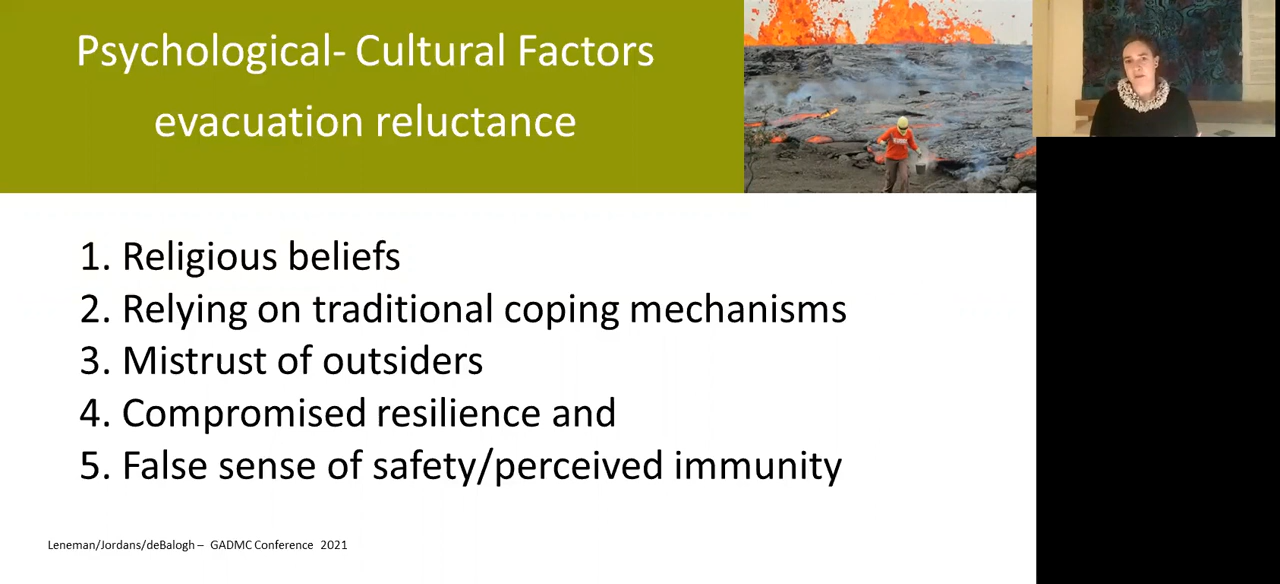 Psychological- Cultural Factors
evacuation reluctance
1. Religious beliefs
2. Relying on traditional coping mechanisms
3. Mistrust of outsiders
4. Compromised resilience and
5. False sense of safety/perceived immunity
Leneman/Jordans/deBalogh – GADMC Conference 2021